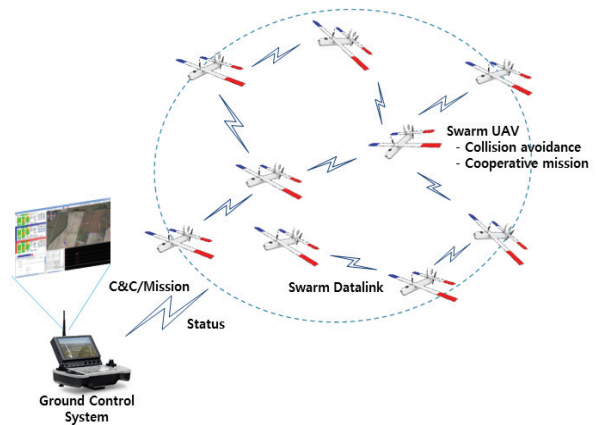 Swarm UAV
- Collision avoidance
- Cooperative mission
C&C/Mission
Swarm Datalink
Status
Ground Control
System